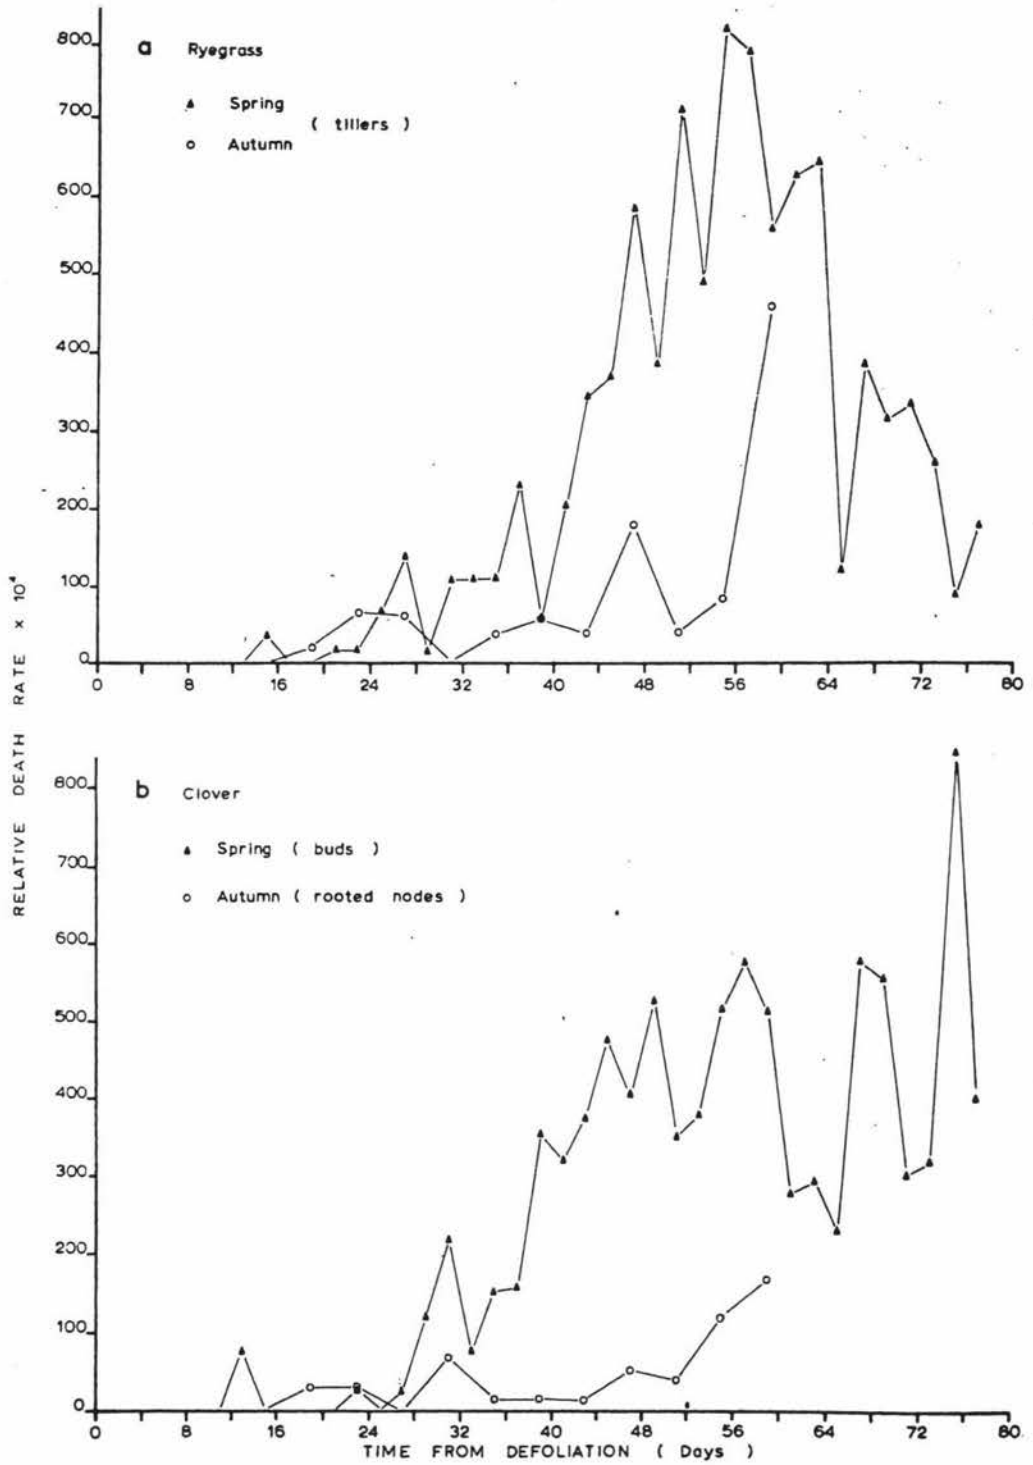 a Ryegrass
Spring
( tillers )
Autumn
800
700
600
500
400
300
200
100
0
0 8 16 24 32 40 48 56 64 72 80
RELATIVE DEATH RATE × 10⁴
b Clover
Spring ( buds )
Autumn ( rooted nodes )
800
700
600
500
400
300
200
100
0
0 8 16 24 32 40 48 56 64 72 80
TIME FROM DEFOLIATION ( Days )